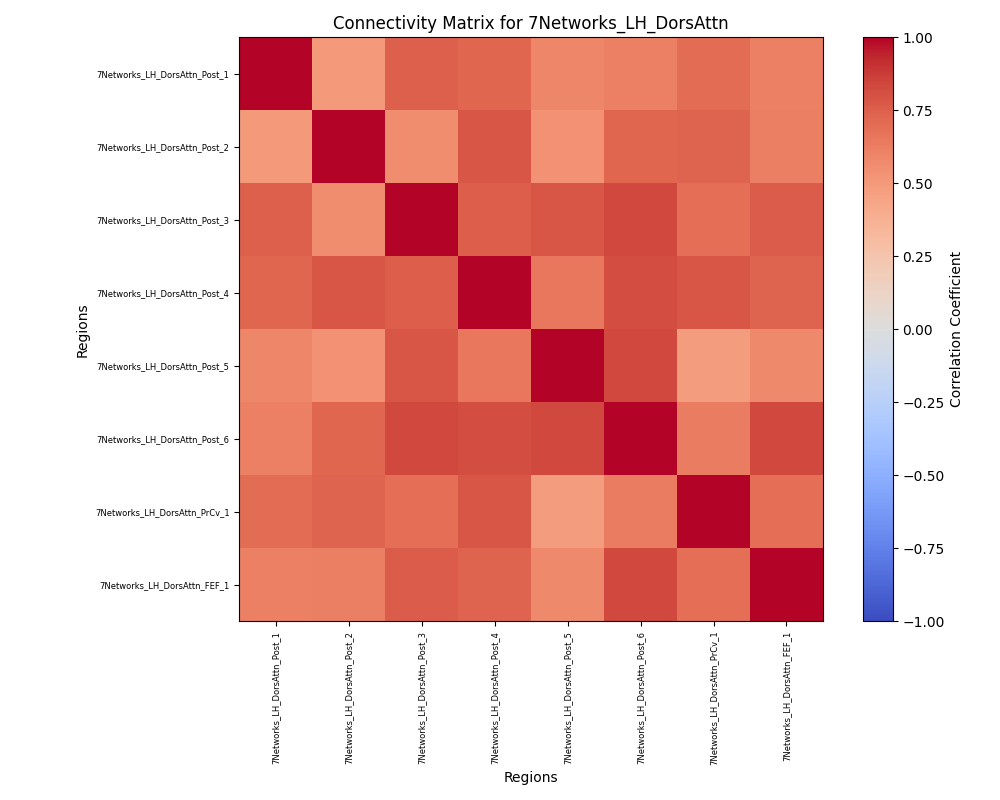 Connectivity Matrix for 7Networks_LH_DorsAttn
7Networks_LH_DorsAttn_Post_1
7Networks_LH_DorsAttn_Post_2
7Networks_LH_DorsAttn_Post_3
7Networks_LH_DorsAttn_Post_4
7Networks_LH_DorsAttn_Post_5
7Networks_LH_DorsAttn_Post_6
7Networks_LH_DorsAttn_PrCv_1
7Networks_LH_DorsAttn_FEF_1
Regions
7Networks_LH_DorsAttn_Post_1
7Networks_LH_DorsAttn_Post_2
7Networks_LH_DorsAttn_Post_3
7Networks_LH_DorsAttn_Post_4
7Networks_LH_DorsAttn_Post_5
7Networks_LH_DorsAttn_Post_6
7Networks_LH_DorsAttn_PrCv_1
7Networks_LH_DorsAttn_FEF_1
Regions
1.00
0.75
0.50
0.25
0.00
−0.25
−0.50
−0.75
−1.00
Correlation Coefficient